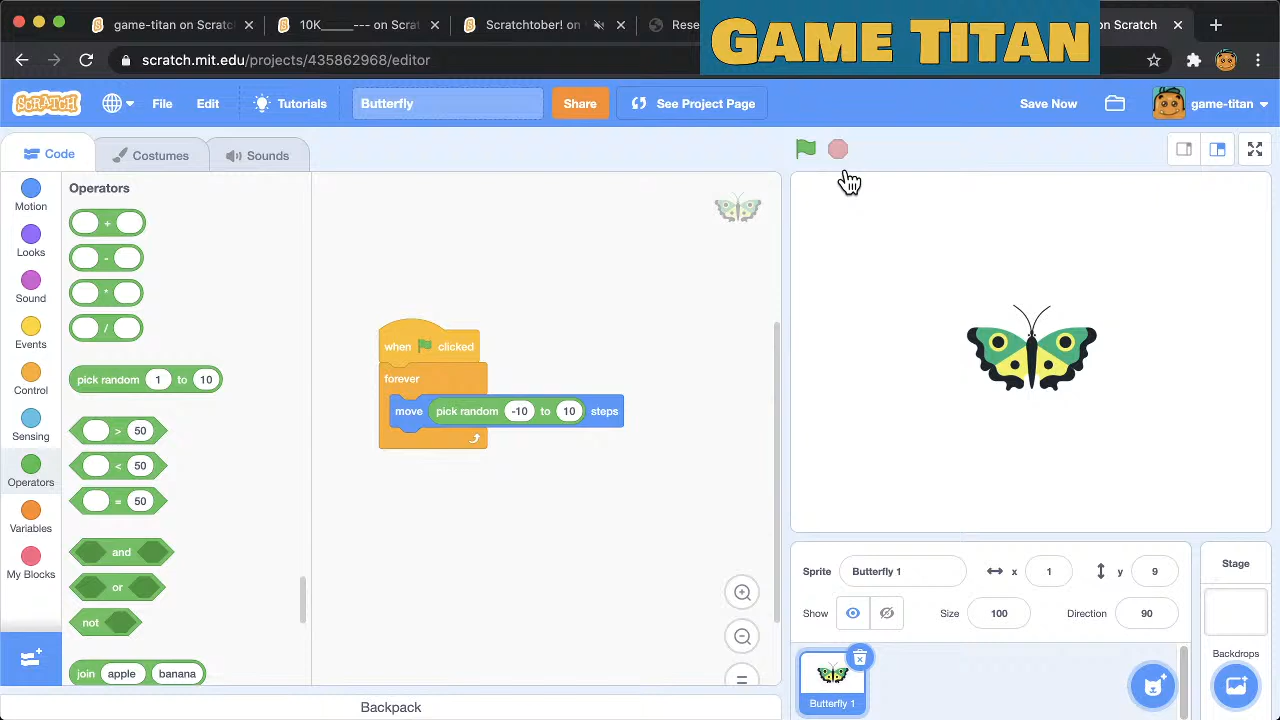 game-titan on Scratch
10K_____--- on Scrat
Scratchtober! on
Rese
on Scratch
GAME TITAN
scratch.mit.edu/projects/435862968/editor
SCRATCH
File
Edit
Tutorials
Butterfly
Share
See Project Page
Save Now
game-titan
Code
Costumes
Sounds
Motion
Looks
Sound
Events
Control
Sensing
Operators
Variables
My Blocks
Operators
+
-
*
/
pick random 1 to 10
> 50
< 50
= 50
and
or
not
join apple banana
when clicked
forever
move pick random -10 to 10 steps
Sprite Butterfly 1 x 1 y 9
Show Size 100 Direction 90
Butterfly 1
Stage
Backdrops
Backpack